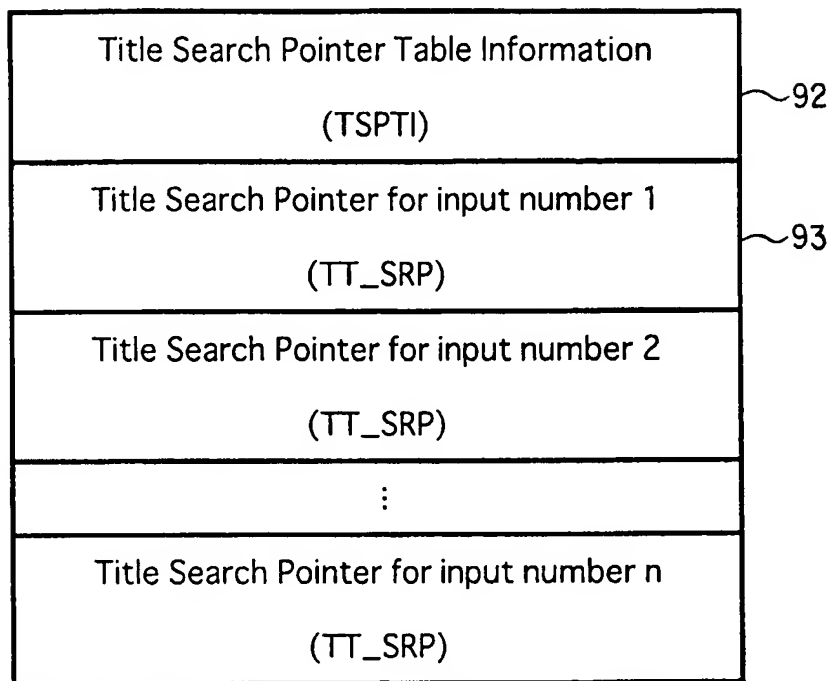 Title Search Pointer Table Information
(TSPTI)
92
Title Search Pointer for input number 1
(TT_SRP)
93
Title Search Pointer for input number 2
(TT_SRP)
⋮
Title Search Pointer for input number n
(TT_SRP)